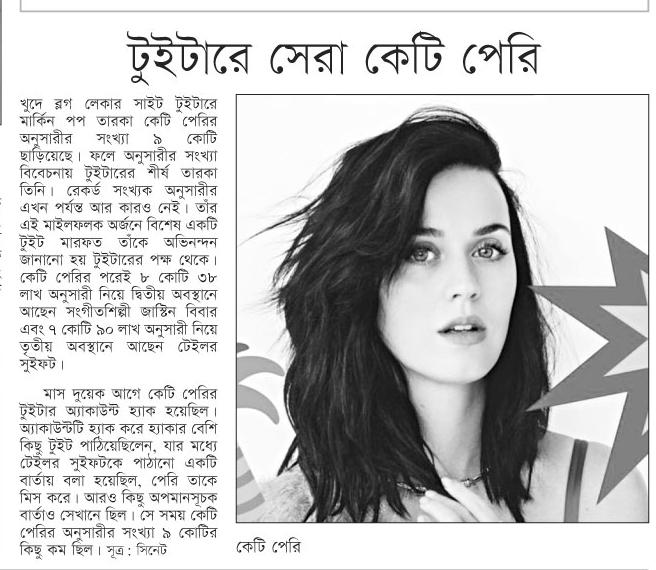 টুইটারে সেরা কেটি পেরি
খুদে ব্লগ লেকার সাইট টুইটারে
মার্কিন পপ তারকা কেটি পেরির
অনুসারীর সংখ্যা ৯ কোটি
ছাড়িয়েছে। ফলে অনুসারীর সংখ্যা
বিবেচনায় টুইটারের শীর্ষ তারকা
তিনি। রেকর্ড সংখ্যক অনুসারীর
এখন পর্যন্ত আর কারও নেই। তাঁর
এই মাইলফলক অর্জনে বিশেষ একটি
টুইট মারফত তাঁকে অভিনন্দন
জানানো হয় টুইটারের পক্ষ থেকে।
কেটি পেরির পরেই ৮ কোটি ৩৮
লাখ অনুসারী নিয়ে দ্বিতীয় অবস্থানে
আছেন সংগীতশিল্পী জাস্টিন বিবার
এবং ৭ কোটি ৯০ লাখ অনুসারী নিয়ে
তৃতীয় অবস্থানে আছেন টেইলর
সুইফট।
মাস দুয়েক আগে কেটি পেরির
টুইটার অ্যাকাউন্ট হ্যাক হয়েছিল।
অ্যাকাউন্টটি হ্যাক করে হ্যাকার বেশি
কিছু টুইট পাঠিয়েছিলেন, যার মধ্যে
টেইলর সুইফটকে পাঠানো একটি
বার্তায় বলা হয়েছিল, পেরি তাকে
মিস করে। আরও কিছু অপমানসূচক
বার্তাও সেখানে ছিল। সে সময় কেটি
পেরির অনুসারীর সংখ্যা ৯ কোটির
কিছু কম ছিল। সূত্র : সিনেট
কেটি পেরি